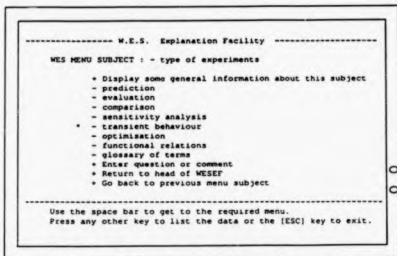 ---------------- W.E.S. Explanation Facility ----------------
WES MENU SUBJECT : - type of experiments
+ Display some general information about this subject
- prediction
- evaluation
- comparison
- sensitivity analysis
* - transient behaviour
- optimisation
- functional relations
- glossary of terms
+ Enter question or comment
+ Return to head of WESEF
+ Go back to previous menu subject
Use the space bar to get to the required menu.
Press any other key to list the data or the [ESC] key to exit.